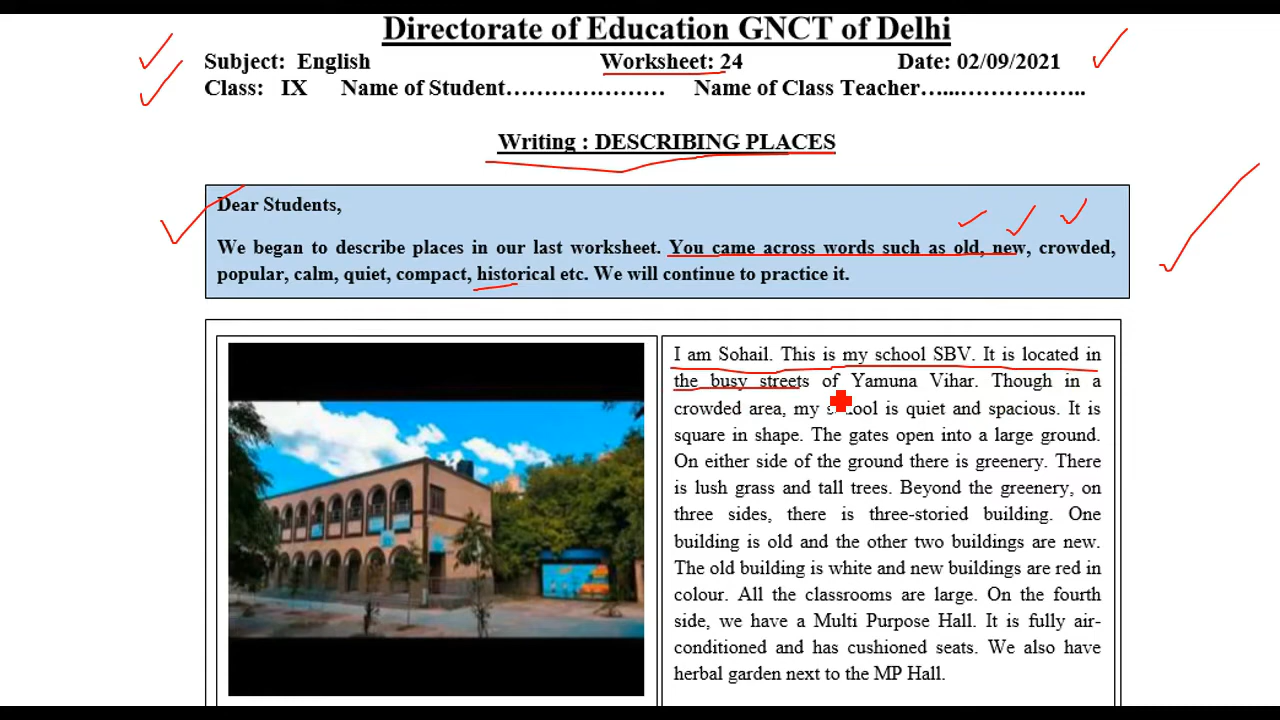 Directorate of Education GNCT of Delhi
Subject: English Worksheet: 24 Date: 02/09/2021
Class: IX Name of Student………………… Name of Class Teacher…...……………..
Writing : DESCRIBING PLACES
Dear Students,
We began to describe places in our last worksheet. You came across words such as old, new, crowded,
popular, calm, quiet, compact, historical etc. We will continue to practice it.
I am Sohail. This is my school SBV. It is located in
the busy streets of Yamuna Vihar. Though in a
crowded area, my school is quiet and spacious. It is
square in shape. The gates open into a large ground.
On either side of the ground there is greenery. There
is lush grass and tall trees. Beyond the greenery, on
three sides, there is three-storied building. One
building is old and the other two buildings are new.
The old building is white and new buildings are red in
colour. All the classrooms are large. On the fourth
side, we have a Multi Purpose Hall. It is fully air-
conditioned and has cushioned seats. We also have
herbal garden next to the MP Hall.